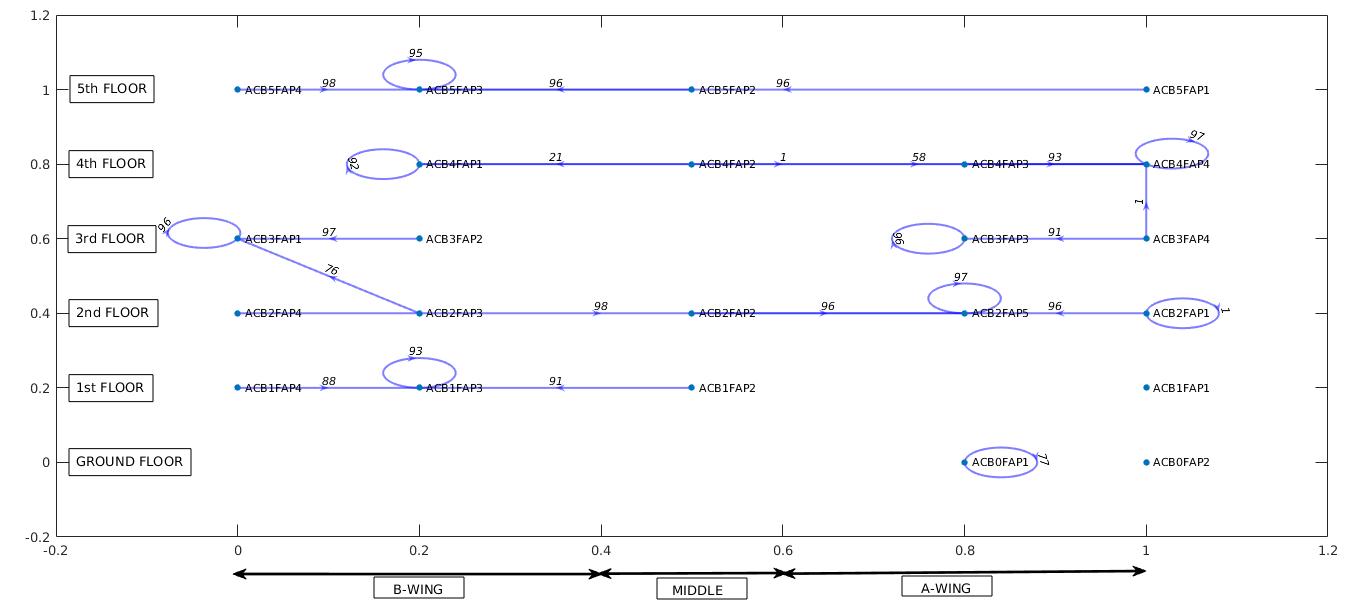 1.2
95
5th FLOOR
1
ACB5FAP4
98
ACB5FAP3
96
ACB5FAP2
96
ACB5FAP1
4th FLOOR
0.8
92
ACB4FAP1
21
ACB4FAP2
1
58
ACB4FAP3
93
97
ACB4FAP4
1
3rd FLOOR
0.6
96
ACB3FAP1
97
ACB3FAP2
96
ACB3FAP3
91
ACB3FAP4
76
2nd FLOOR
0.4
ACB2FAP4
ACB2FAP3
98
ACB2FAP2
96
97
ACB2FAP5
96
ACB2FAP1
1
1st FLOOR
0.2
ACB1FAP4
88
93
ACB1FAP3
91
ACB1FAP2
ACB1FAP1
GROUND FLOOR
0
ACB0FAP1
77
ACB0FAP2
-0.2
-0.2
0
0.2
0.4
0.6
0.8
1
1.2
B-WING
MIDDLE
A-WING